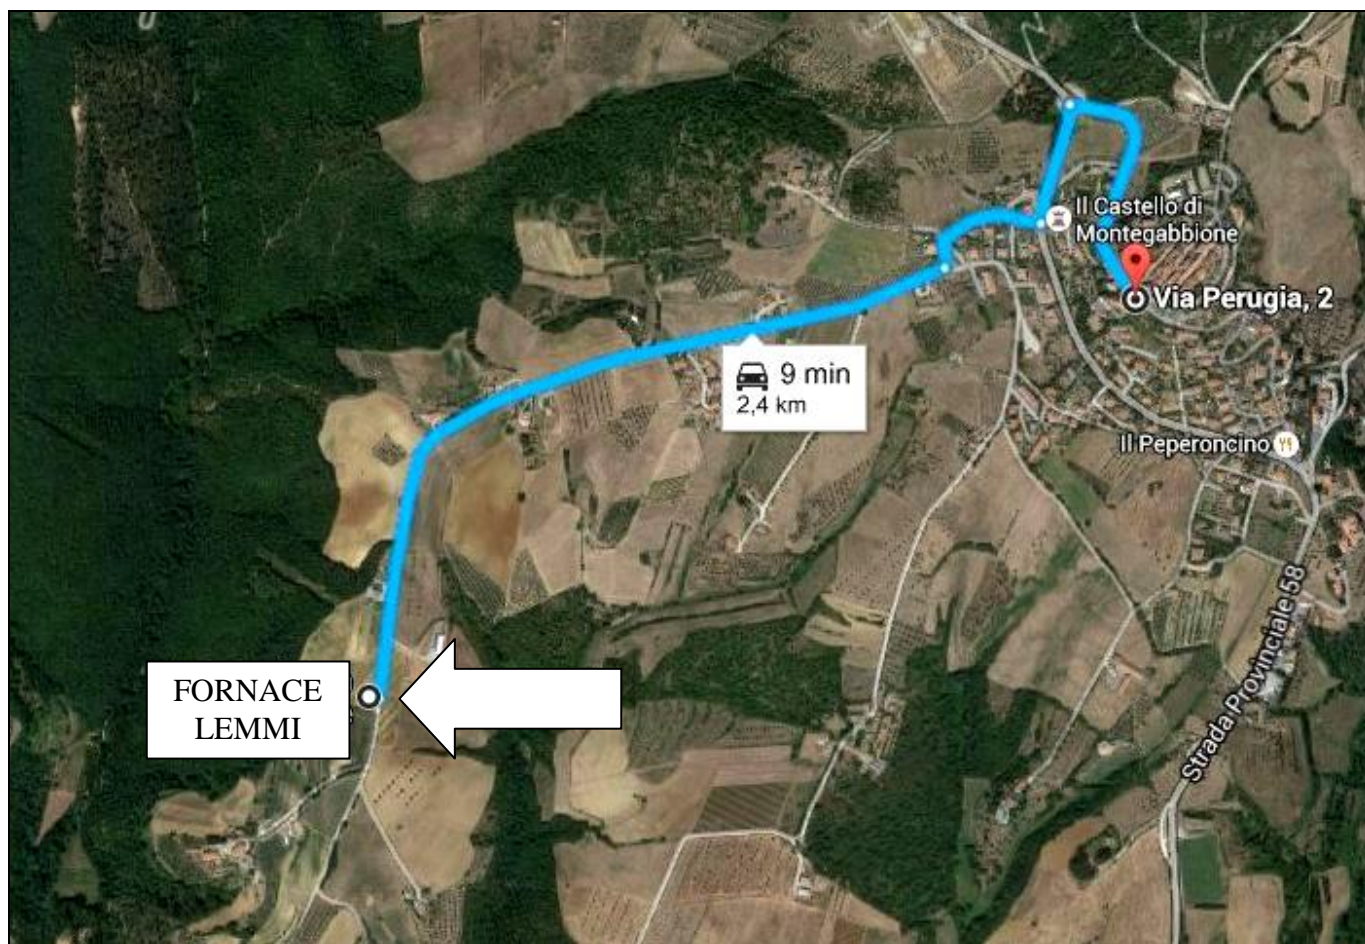 Il Castello di
Montegabbione
Via Perugia, 2
9 min
2,4 km
Il Peperoncino
Strada Provinciale 58
FORNACE
LEMMI